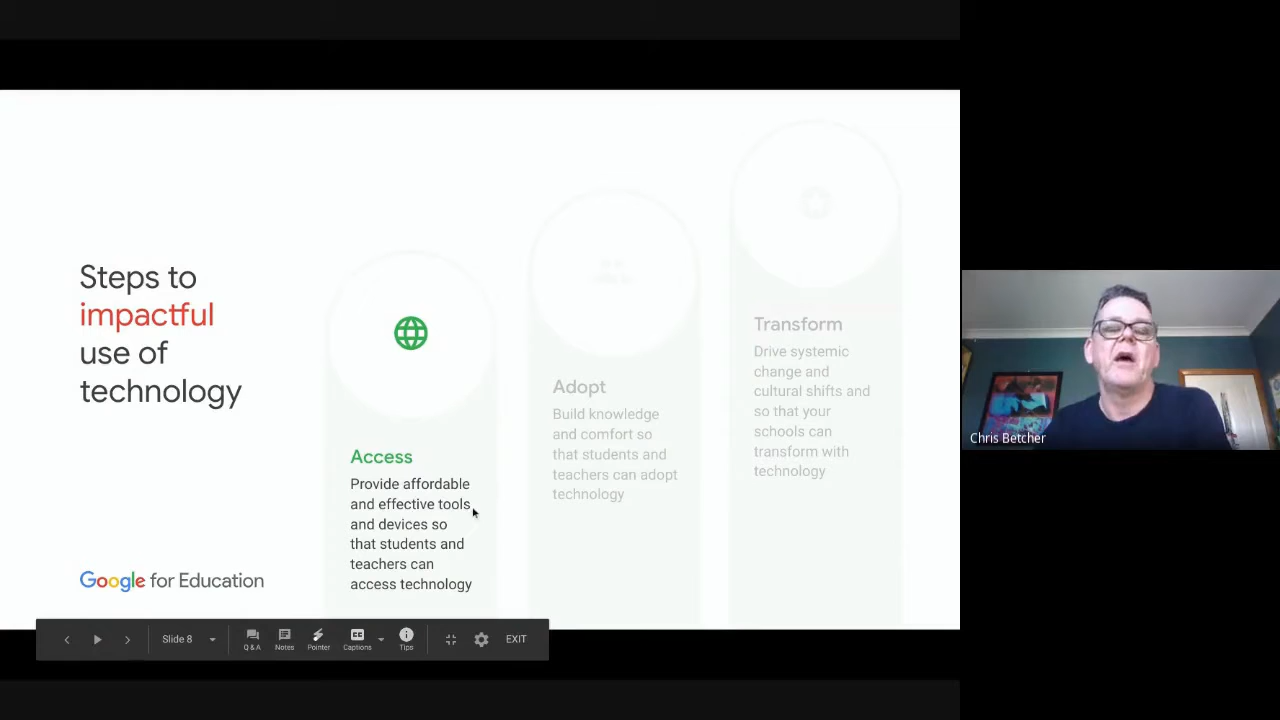 Steps to
impactful
use of
technology
Access
Provide affordable
and effective tools
and devices so
that students and
teachers can
access technology
Adopt
Build knowledge
and comfort so
that students and
teachers can adopt
technology
Transform
Drive systemic
change and
cultural shifts and
so that your
schools can
transform with
technology
Google for Education
Slide 8
Q & A
Notes
Pointer
Captions
Tips
EXIT
Chris Betcher